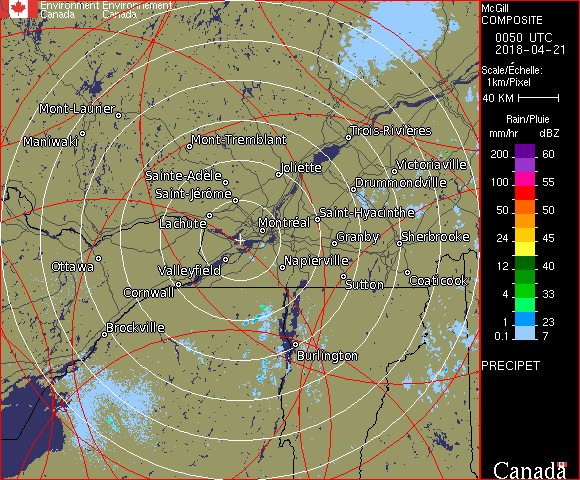 Environment Environnement
Canada Canada
McGill
COMPOSITE
0050 UTC
2018-04-21
Scale/Échelle:
1km/Pixel
40 KM
Rain/Pluie
mm/hr dBZ
200 60
100 55
50 50
24 45
12 40
4 33
1 23
0.1 7
PRECIPET
Mont-Laurier
Maniwaki
Mont-Tremblant
Trois-Rivières
Joliette
Victoriaville
Sainte-Adèle
Drummondville
Saint-Jérôme
Lachute
Saint-Hyacinthe
Montréal
Granby
Sherbrooke
Ottawa
Valleyfield
Napierville
Cornwall
Sutton
Coaticook
Brockville
Burlington
Canada